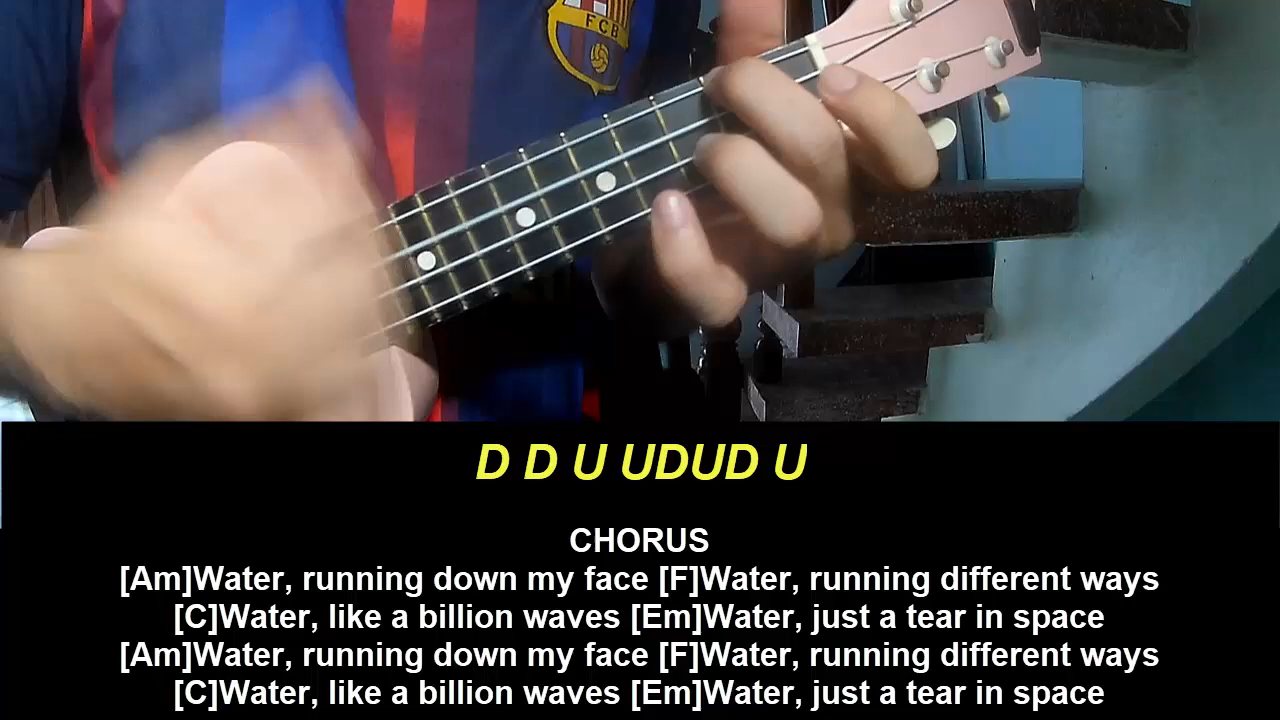 FCB
D D U UDUD U
CHORUS
[Am]Water, running down my face [F]Water, running different ways
[C]Water, like a billion waves [Em]Water, just a tear in space
[Am]Water, running down my face [F]Water, running different ways
[C]Water, like a billion waves [Em]Water, just a tear in space